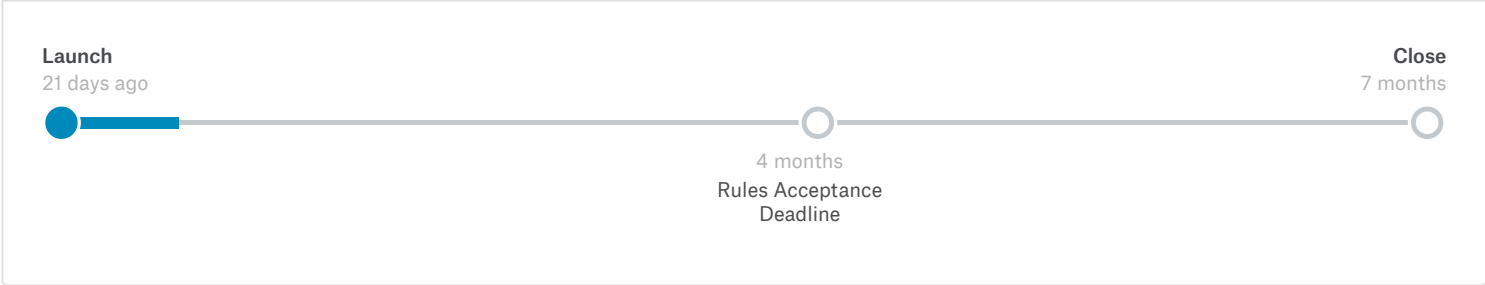 Launch
21 days ago
Close
7 months
4 months
Rules Acceptance
Deadline